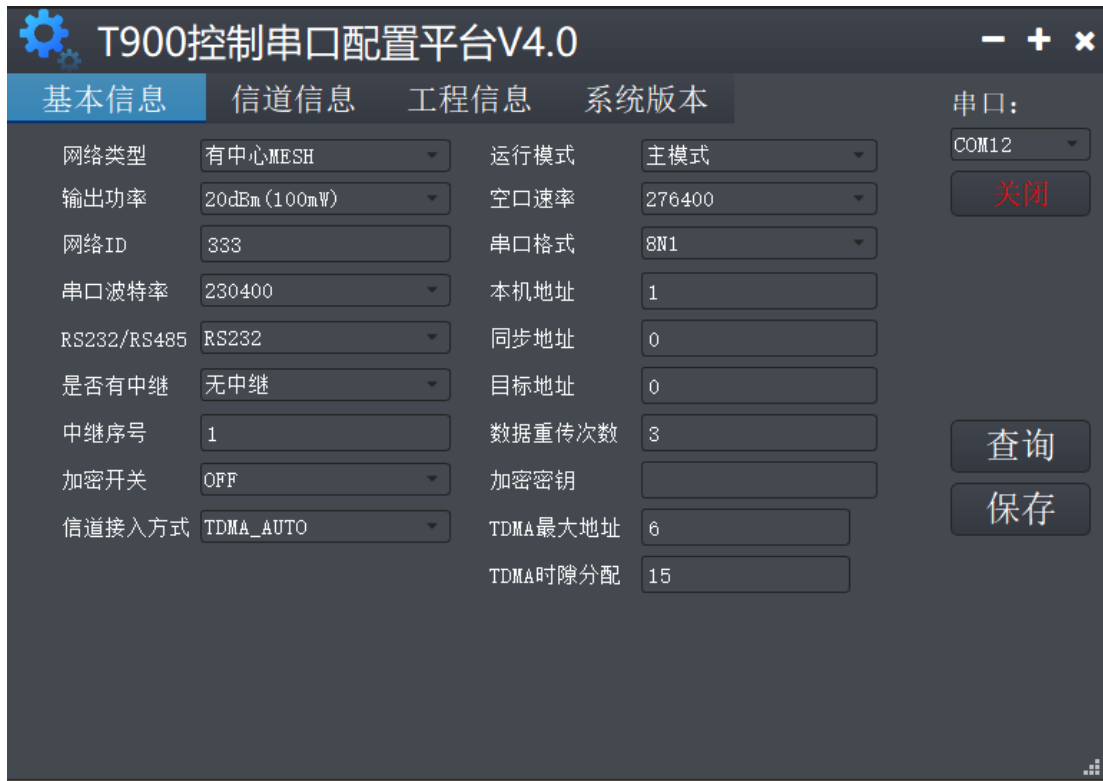 T900控制串口配置平台V4.0
基本信息 信道信息 工程信息 系统版本 串口：
网络类型 有中心MESH 运行模式 主模式 COM12
输出功率 20dBm(100mW) 空口速率 276400 关闭
网络ID 333 串口格式 8N1
串口波特率 230400 本机地址 1
RS232/RS485 RS232 同步地址 0
是否有中继 无中继 目标地址 0
中继序号 1 数据重传次数 3 查询
加密开关 OFF 加密密钥
信道接入方式 TDMA_AUTO TDMA最大地址 6 保存
TDMA时隙分配 15